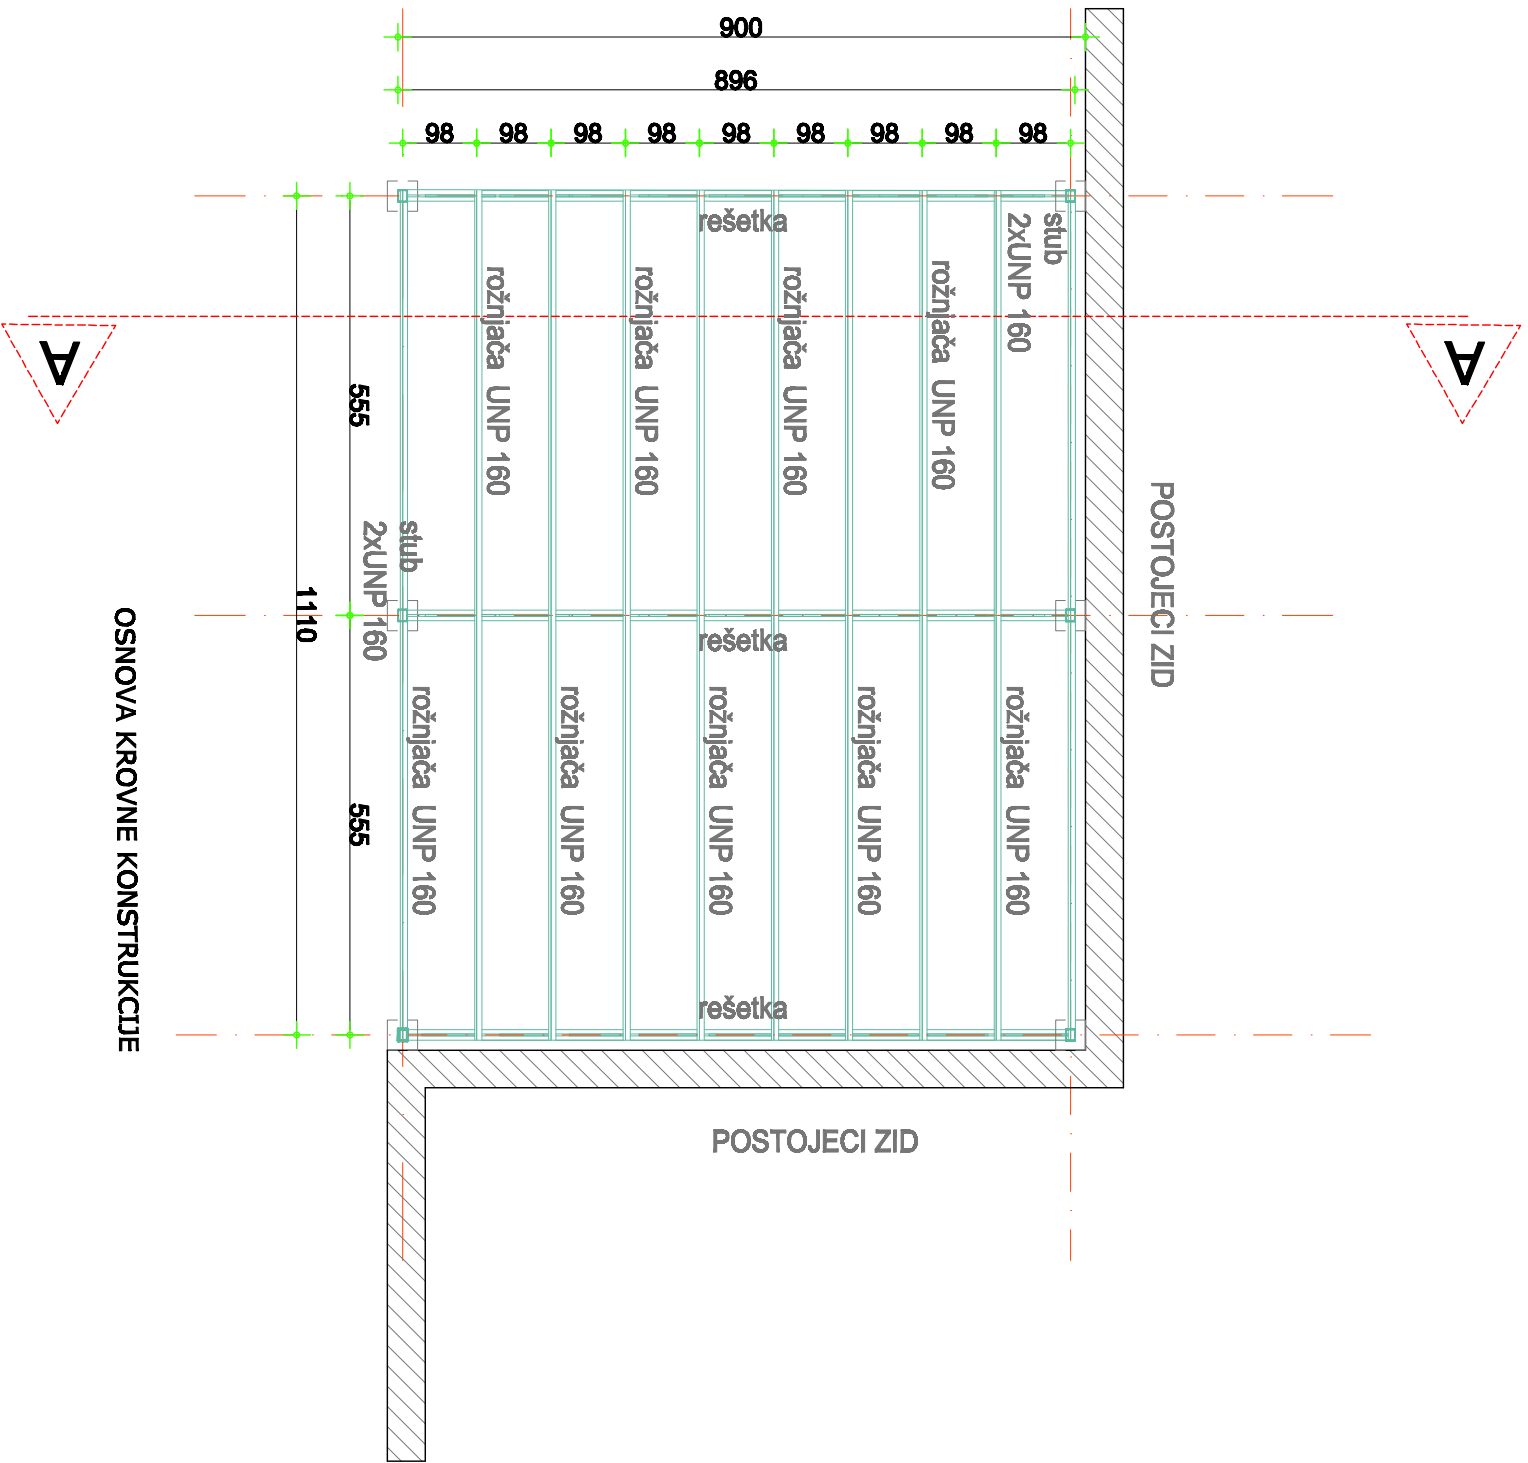 900
896
98 98 98 98 98 98 98 98 98
rešetka
stub
2xUNP 160
rožnjača UNP 160
rožnjača UNP 160
rožnjača UNP 160
rožnjača UNP 160
A
A
555
1110
stub
2xUNP 160
rešetka
POSTOJECI ZID
rožnjača UNP 160
rožnjača UNP 160
rožnjača UNP 160
rožnjača UNP 160
rožnjača UNP 160
555
rešetka
OSNOVA KROVNE KONSTRUKCIJE
POSTOJECI ZID